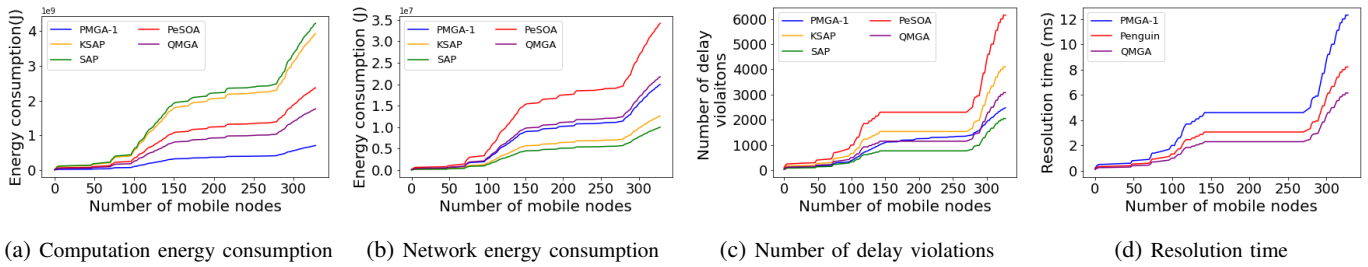 1e9
Energy consumption(J)
4
3
2
1
0
PMGA-1
KSAP
SAP
PeSOA
QMGA
0 50 100 150 200 250 300
Number of mobile nodes
(a) Computation energy consumption
1e7
Energy consumption (J)
3.5
3.0
2.5
2.0
1.5
1.0
0.5
0.0
PMGA-1
KSAP
SAP
PeSOA
QMGA
0 50 100 150 200 250 300
Number of mobile nodes
(b) Network energy consumption
Number of delay
violaitons
6000
5000
4000
3000
2000
1000
0
PMGA-1
KSAP
SAP
PeSOA
QMGA
0 50 100 150 200 250 300
Number of mobile nodes
(c) Number of delay violations
Resolution time (ms)
12
10
8
6
4
2
0
PMGA-1
Penguin
QMGA
0 50 100 150 200 250 300
Number of mobile nodes
(d) Resolution time